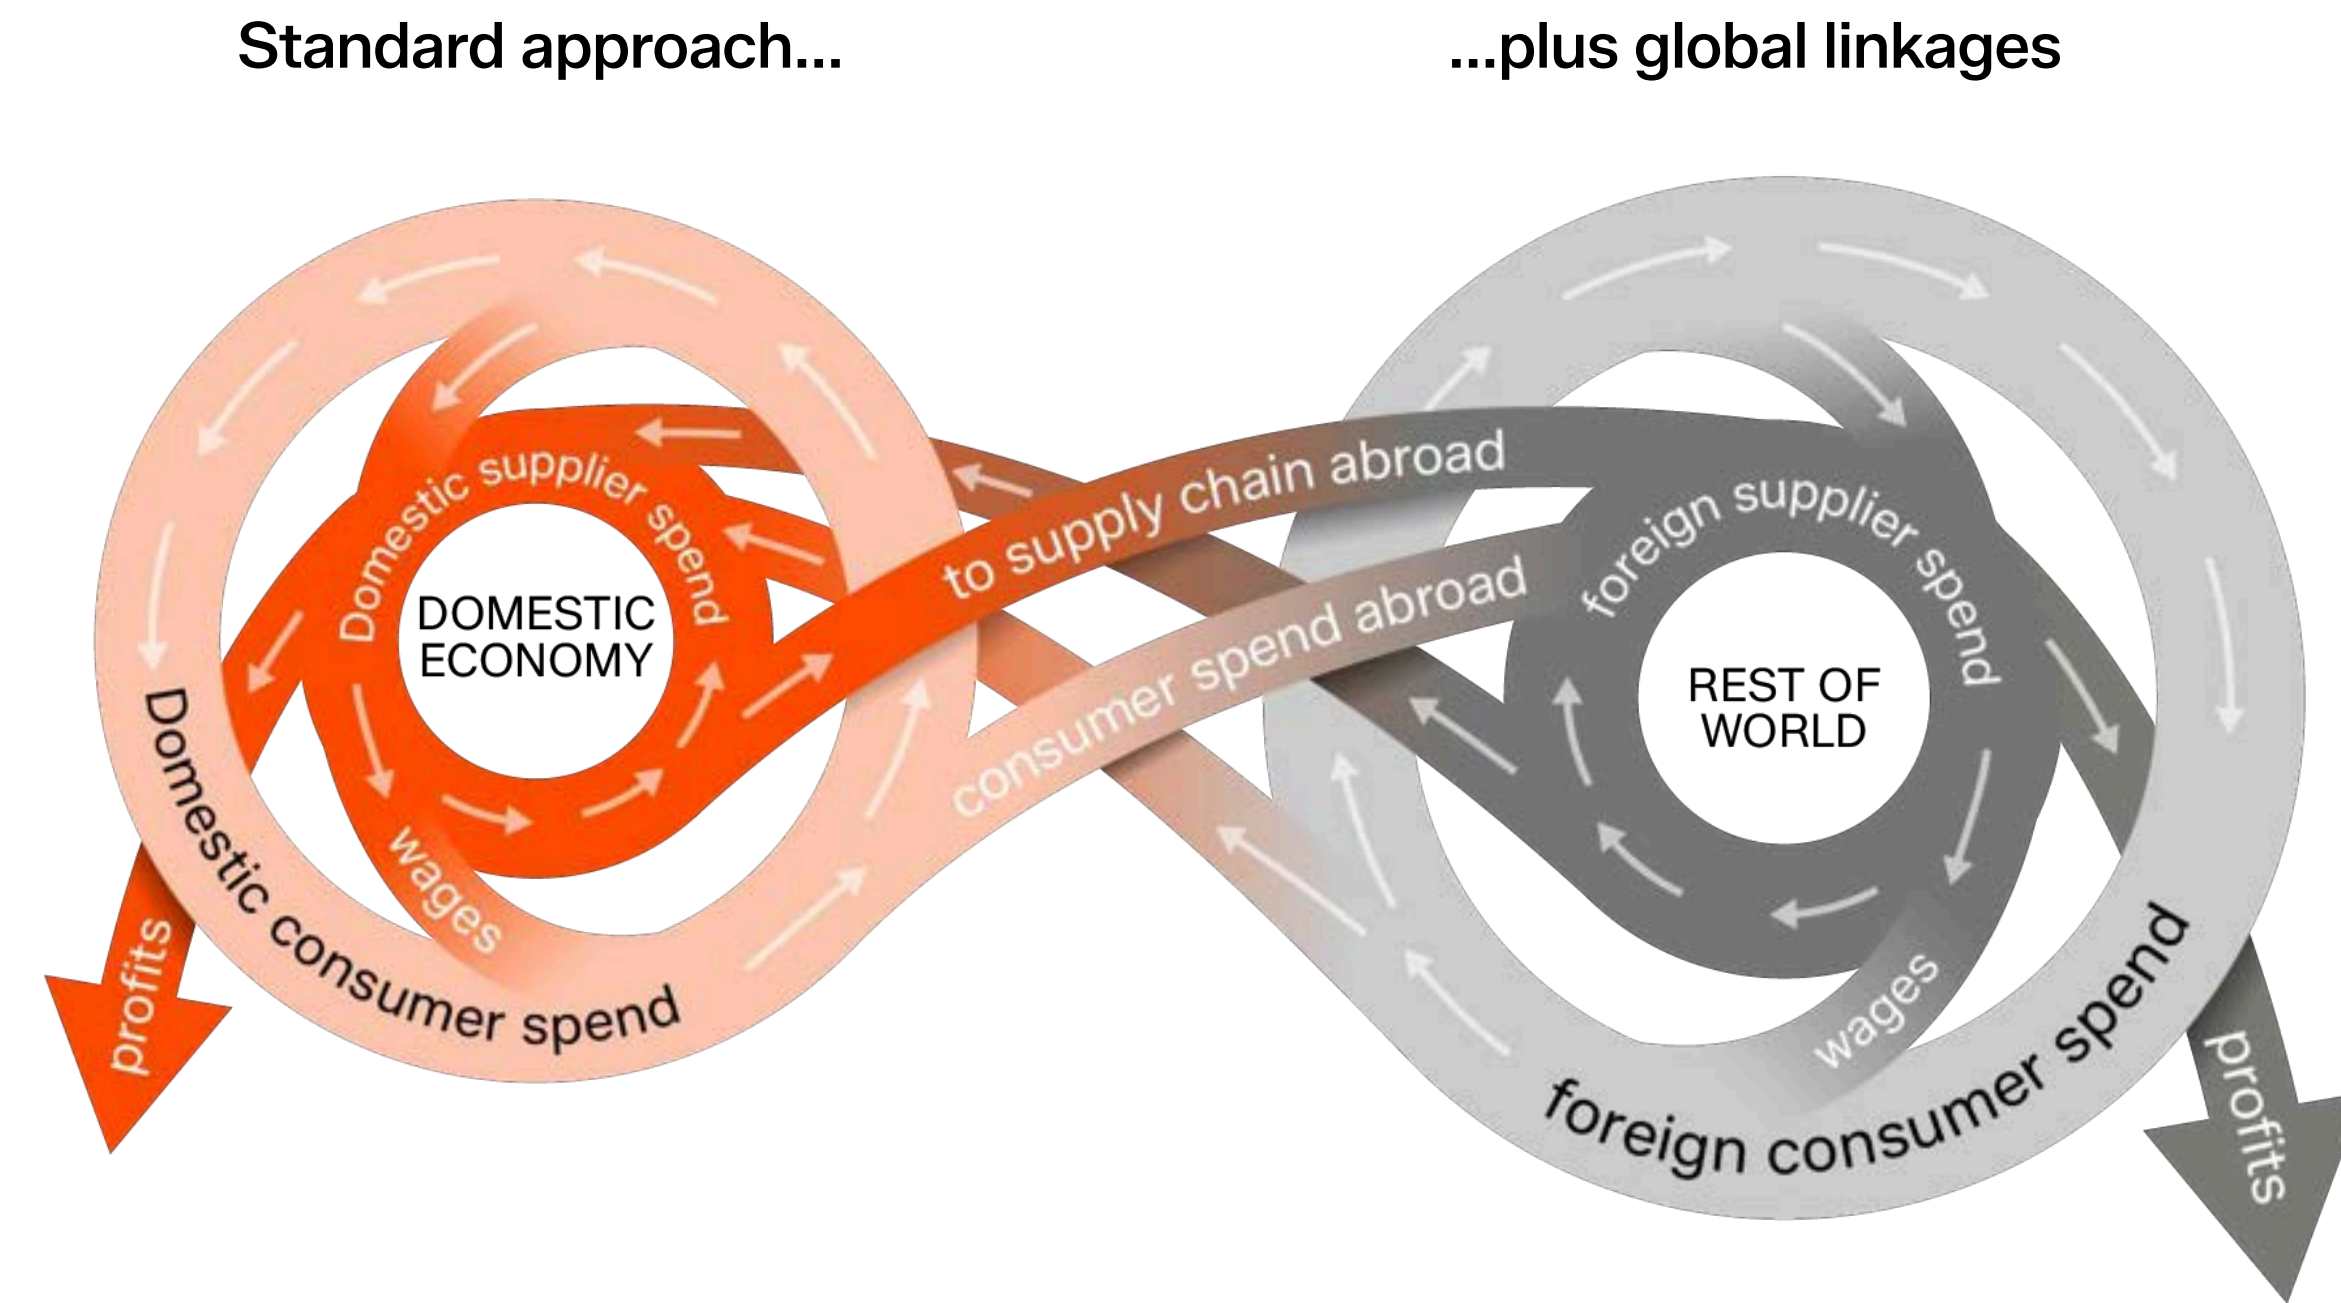 Standard approach...
...plus global linkages
Domestic supplier spend
DOMESTIC
ECONOMY
wages
Domestic consumer spend
profits
to supply chain abroad
consumer spend abroad
foreign supplier spend
REST OF
WORLD
wages
foreign consumer spend
profits